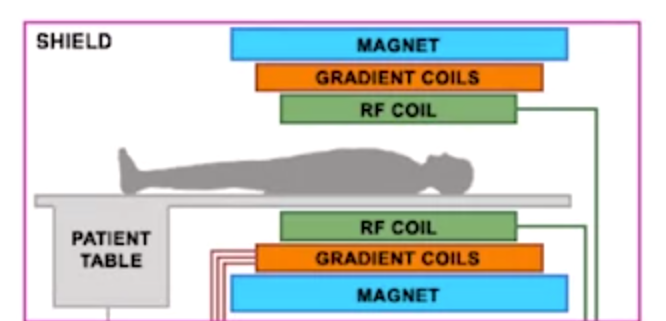 SHIELD
MAGNET
GRADIENT COILS
RF COIL
RF COIL
PATIENT
TABLE
GRADIENT COILS
MAGNET